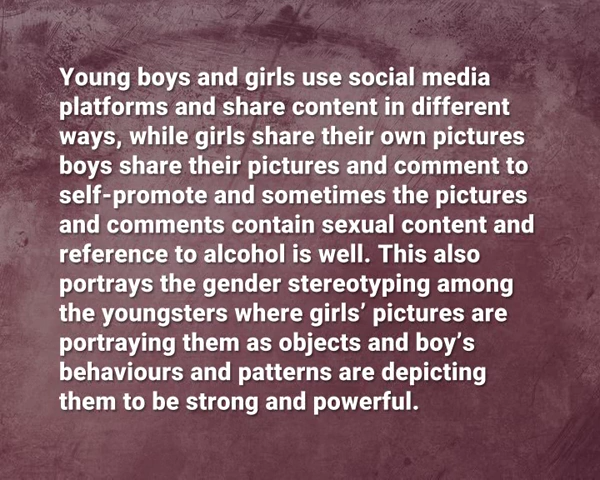 Young boys and girls use social media
platforms and share content in different
ways, while girls share their own pictures
boys share their pictures and comment to
self-promote and sometimes the pictures
and comments contain sexual content and
reference to alcohol is well. This also
portrays the gender stereotyping among
the youngsters where girls’ pictures are
portraying them as objects and boy’s
behaviours and patterns are depicting
them to be strong and powerful.